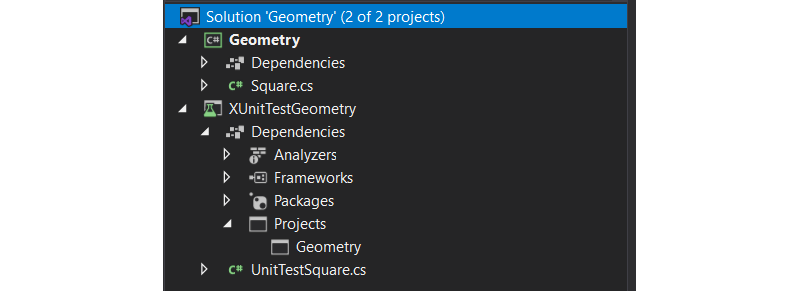 Solution 'Geometry' (2 of 2 projects)
C# Geometry
Dependencies
C# Square.cs
XUnitTestGeometry
Dependencies
Analyzers
Frameworks
Packages
Projects
Geometry
C# UnitTestSquare.cs